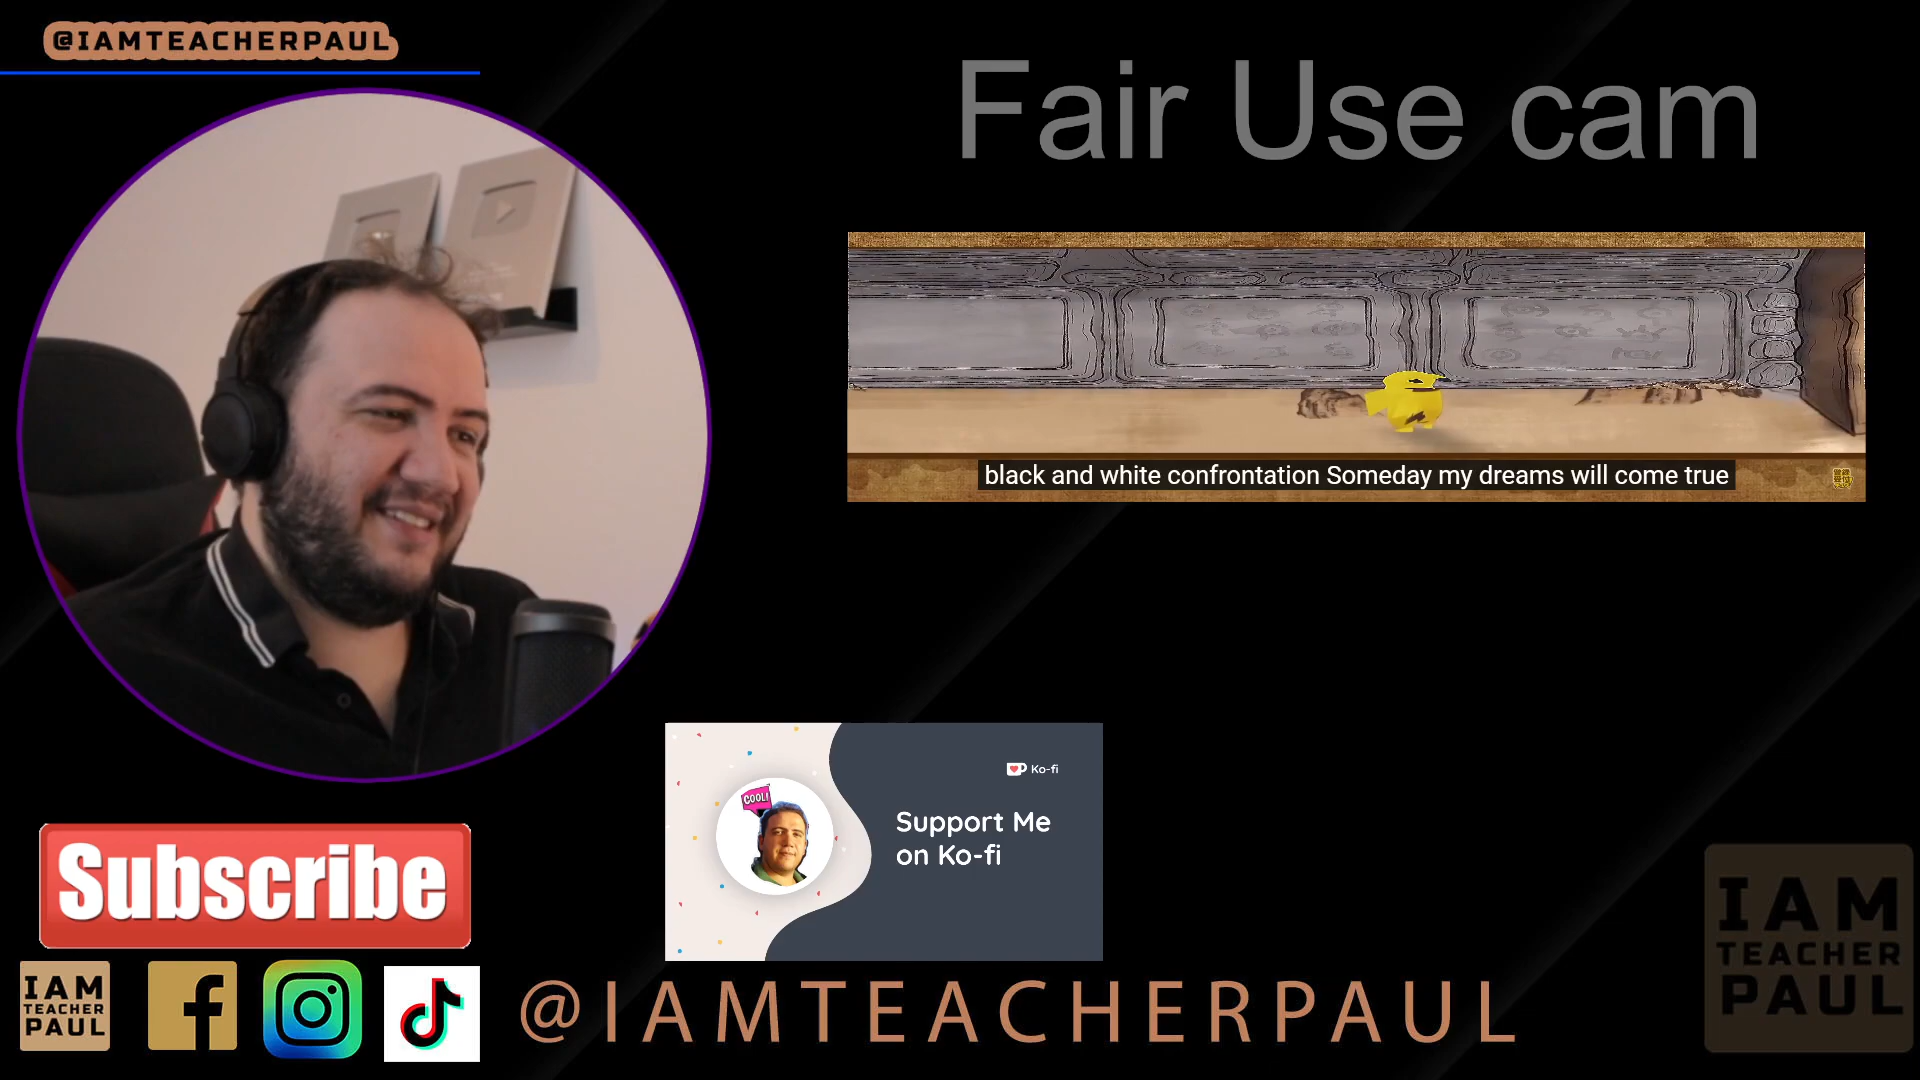 @IAMTEACHERPAUL
Fair Use cam
black and white confrontation Someday my dreams will come true
COOL!
Ko-fi
Support Me
on Ko-fi
Subscribe
IAM
TEACHER
PAUL
@IAMTEACHERPAUL
IAM
TEACHER
PAUL